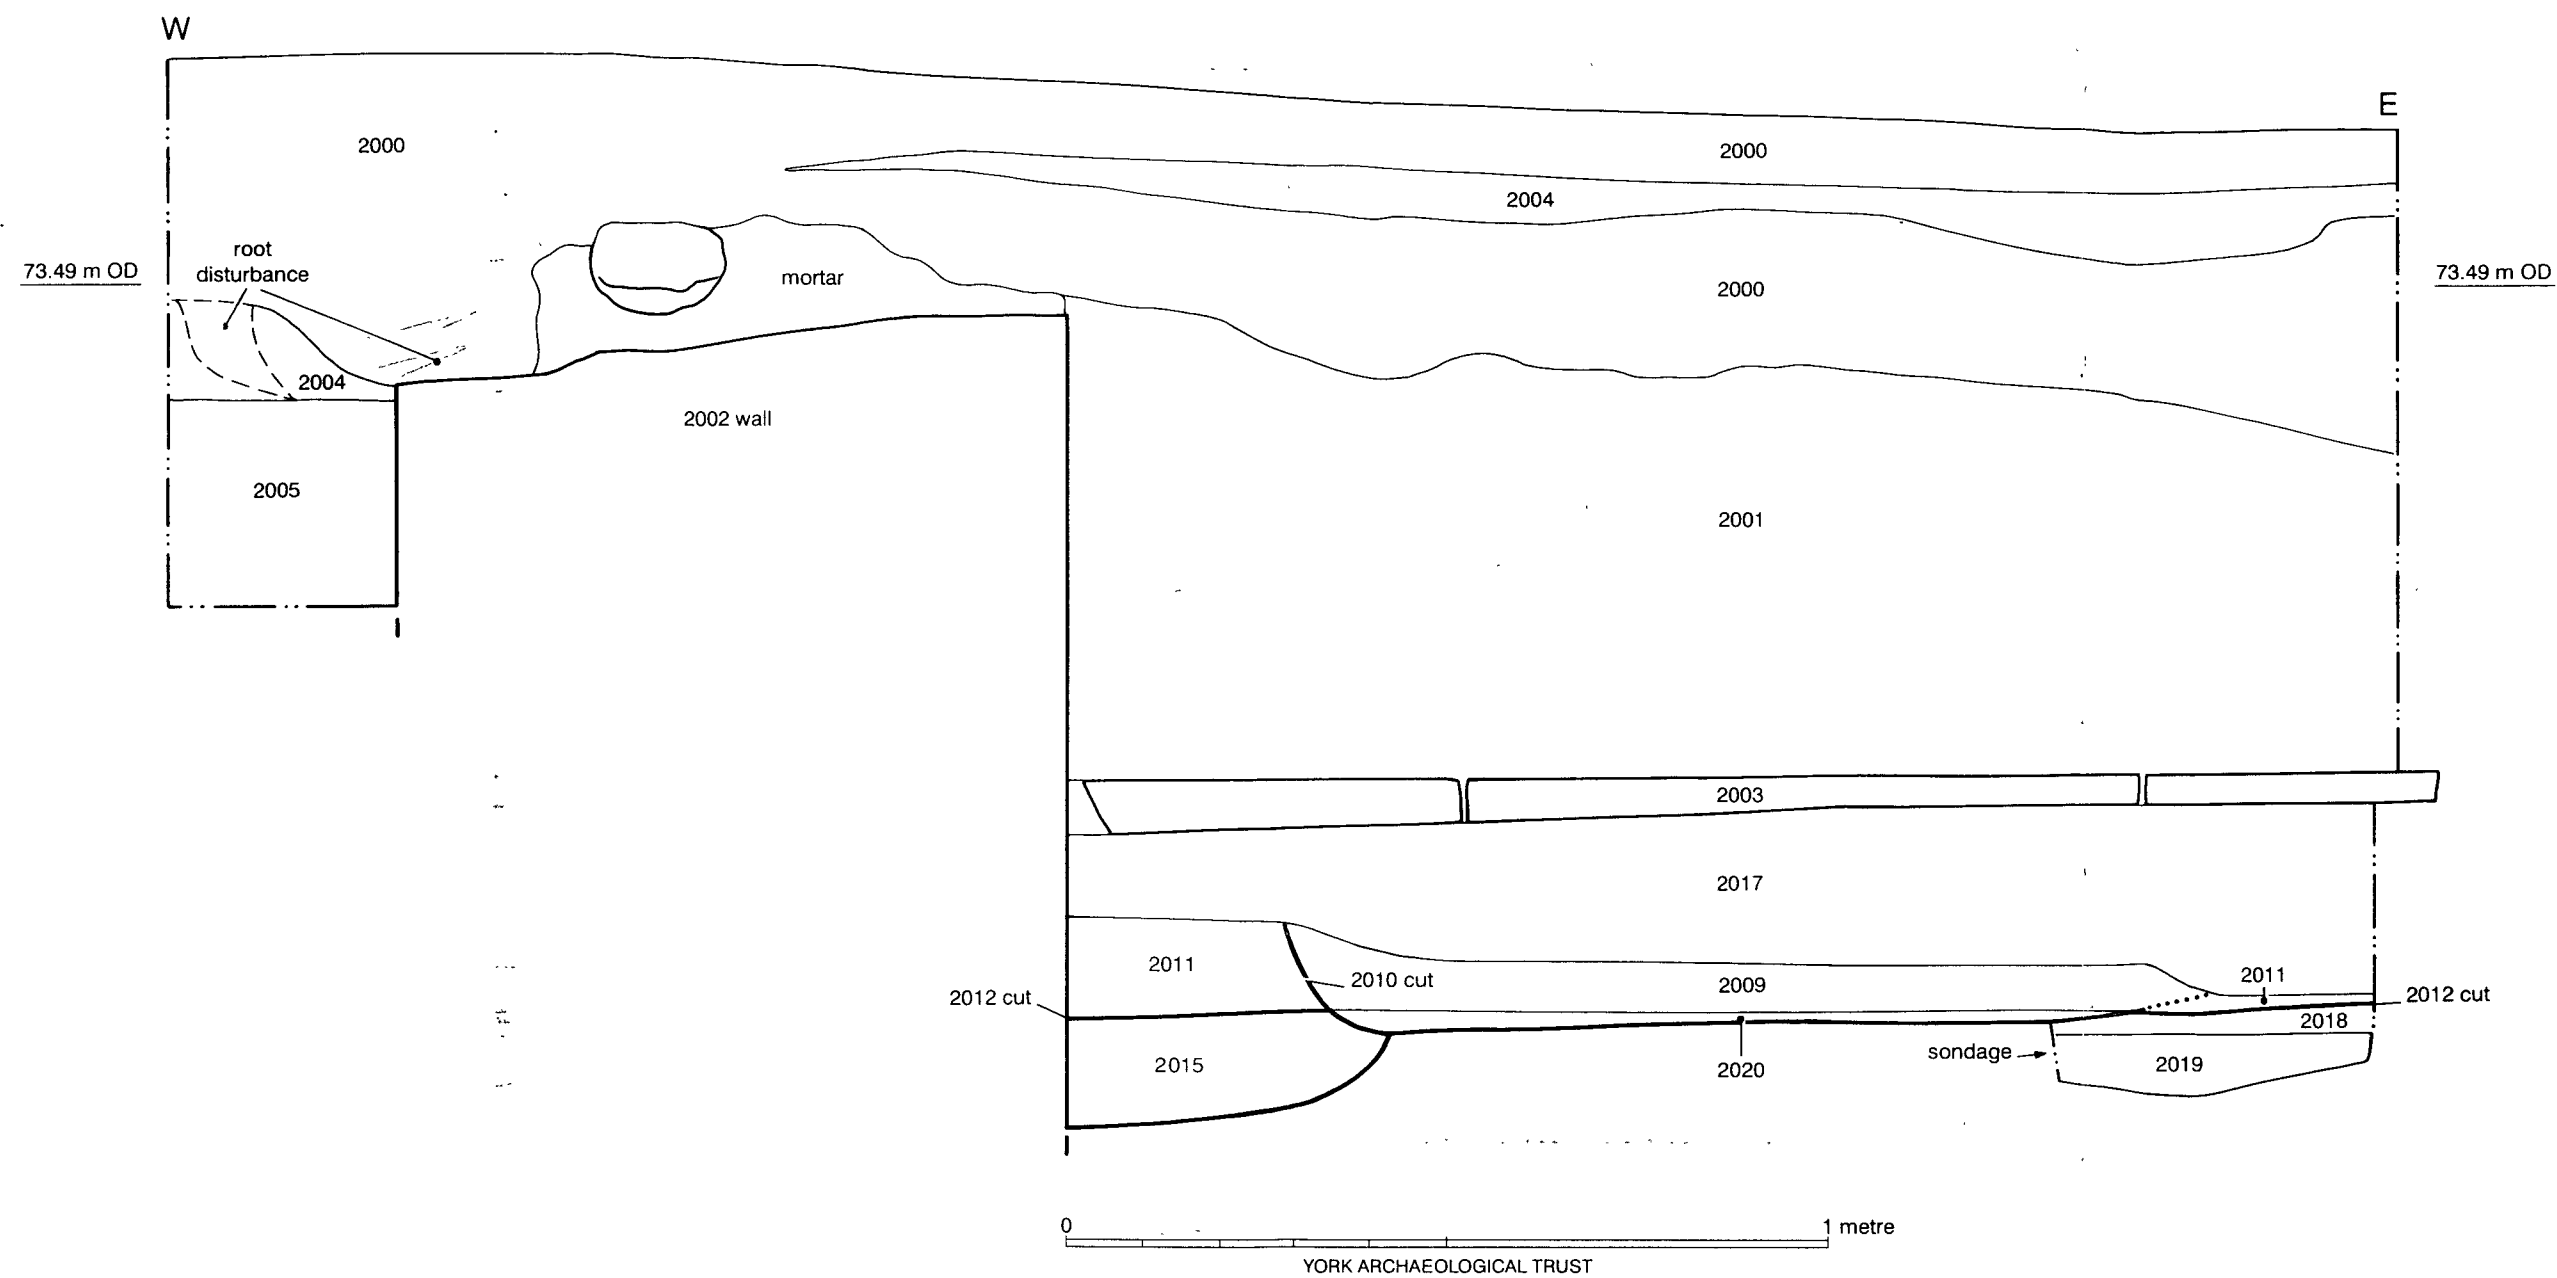 W
E
2000
2000
2004
root
disturbance
73.49 m OD
73.49 m OD
mortar
2000
2004
2002 wall
2005
2001
2003
2017
2011
2010 cut
2009
2011
2012 cut
2012 cut
2018
sondage
2015
2020
2019
0
1 metre
YORK ARCHAEOLOGICAL TRUST